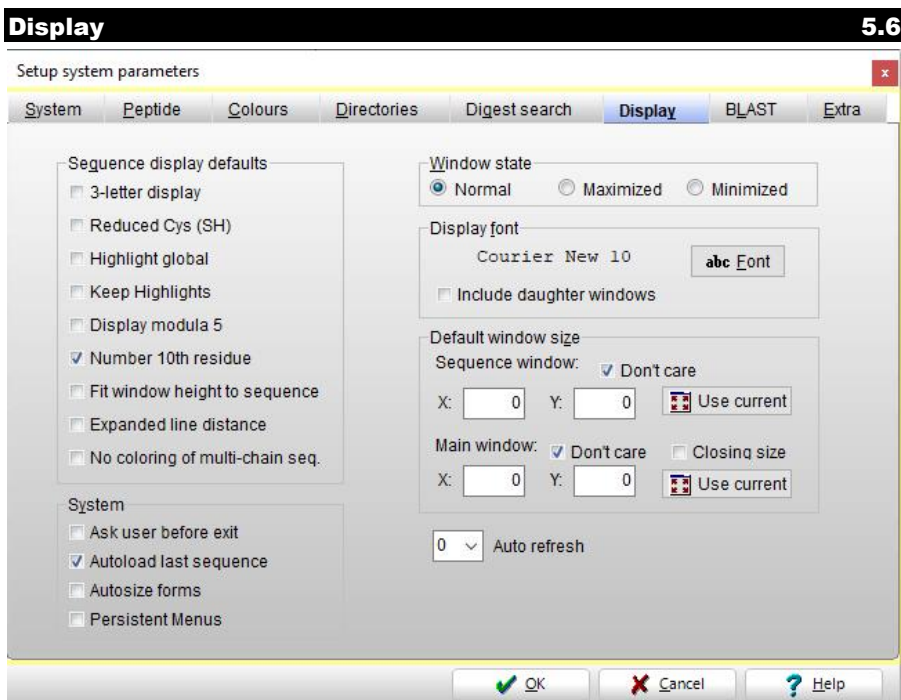 Display 5.6
Setup system parameters
x
System Peptide Colours Directories Digest search Display BLAST Extra
Sequence display defaults
3-letter display
Reduced Cys (SH)
Highlight global
Keep Highlights
Display modula 5
Number 10th residue
Fit window height to sequence
Expanded line distance
No coloring of multi-chain seq.
System
Ask user before exit
Autoload last sequence
Autosize forms
Persistent Menus
Window state
Normal Maximized Minimized
Display font
Courier New 10 abc Font
Include daughter windows
Default window size
Sequence window: Don't care
X: 0 Y: 0 Use current
Main window: Don't care Closing size
X: 0 Y: 0 Use current
0 Auto refresh
OK Cancel ? Help